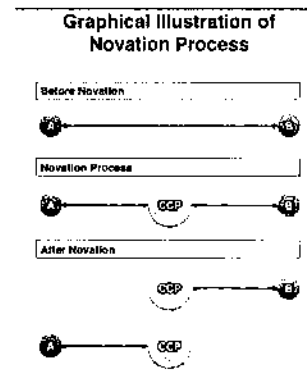 Graphical Illustration of
Novation Process
Before Novation
A B
Novation Process
A CCP B
After Novation
CCP B
A CCP